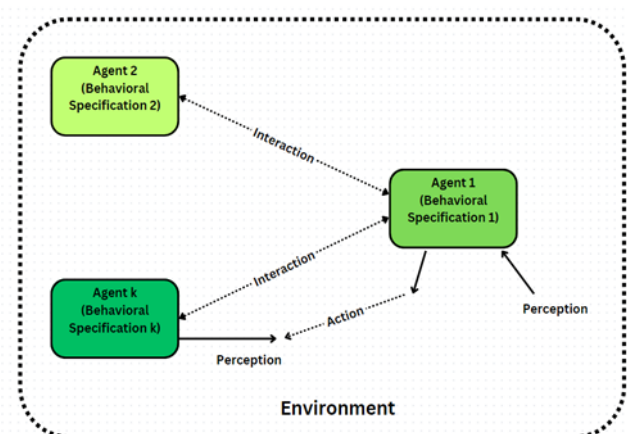 Agent 2
(Behavioral
Specification 2)
Interaction
Agent 1
(Behavioral
Specification 1)
Interaction
Agent k
(Behavioral
Specification k)
Action
Perception
Perception
Environment